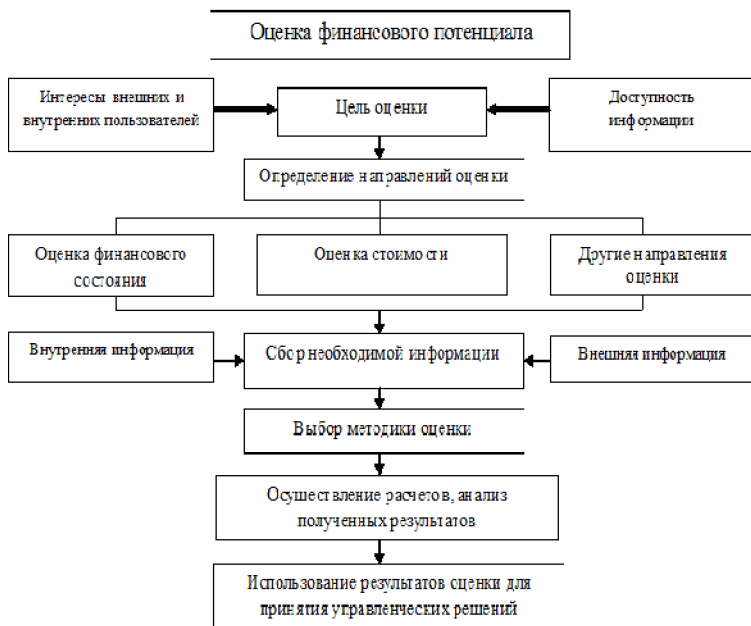 Оценка финансового потенциала
Интересы внешних и
внутренних пользователей
Цель оценки
Доступность
информации
Определение направлений оценки
Оценка финансового
состояния
Оценка стоимости
Другие направления
оценки
Внутренняя информация
Сбор необходимой информации
Внешняя информация
Выбор методики оценки
Осуществление расчетов, анализ
полученных результатов
Использование результатов оценки для
принятия управленческих решений